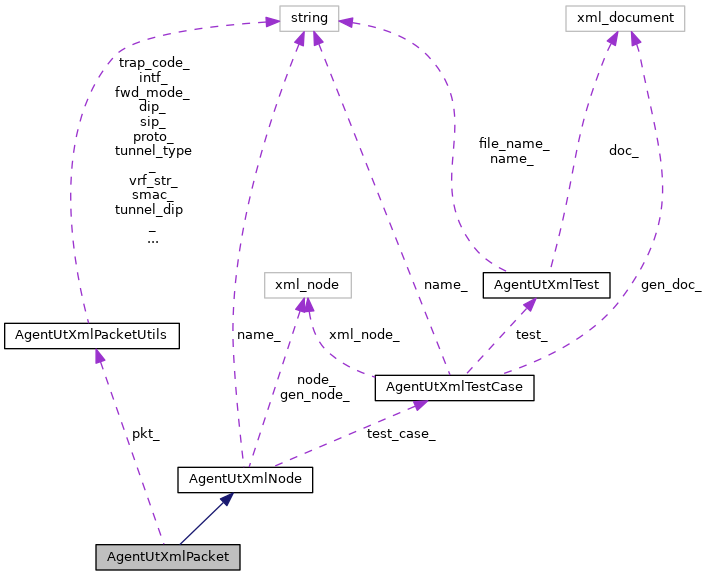 string
xml_document
trap_code_
intf_
fwd_mode_
dip_
sip_
proto_
tunnel_type
_
vrf_str_
smac_
tunnel_dip
_
...
file_name_
name_
doc_
xml_node
AgentUtXmlTest
name_
gen_doc_
AgentUtXmlPacketUtils
name_
xml_node_
test_
node_
gen_node_
AgentUtXmlTestCase
pkt_
test_case_
AgentUtXmlNode
AgentUtXmlPacket